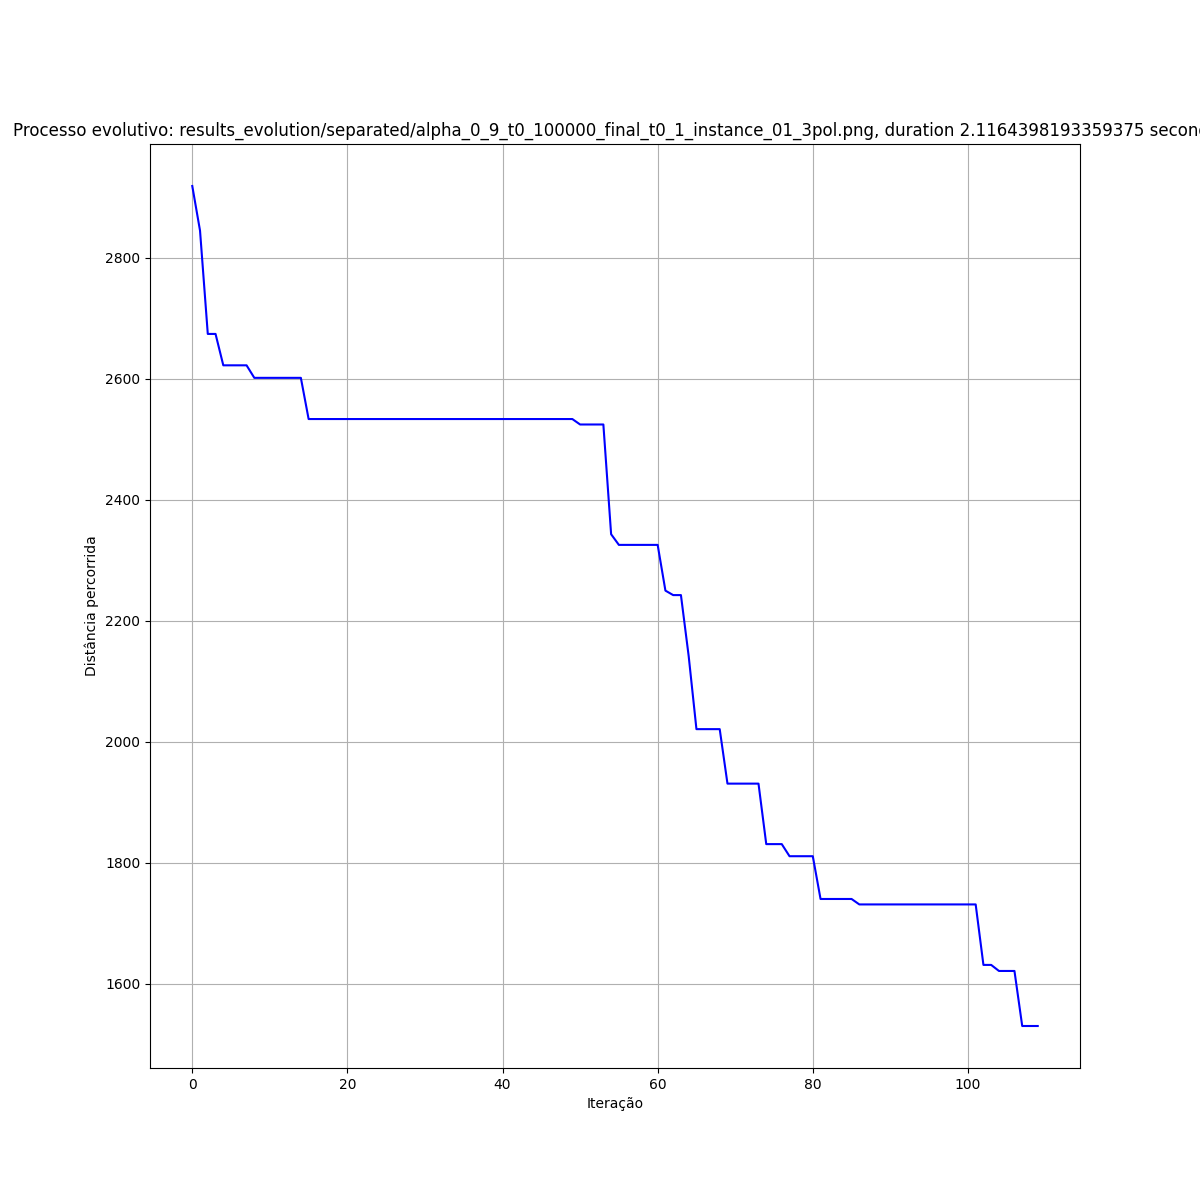 Processo evolutivo: results_evolution/separated/alpha_0_9_t0_100000_final_t0_1_instance_01_3pol.png, duration 2.1164398193359375
2800
2600
2400
2200
2000
1800
1600
Distância percorrida
0 20 40 60 80 100
Iteração